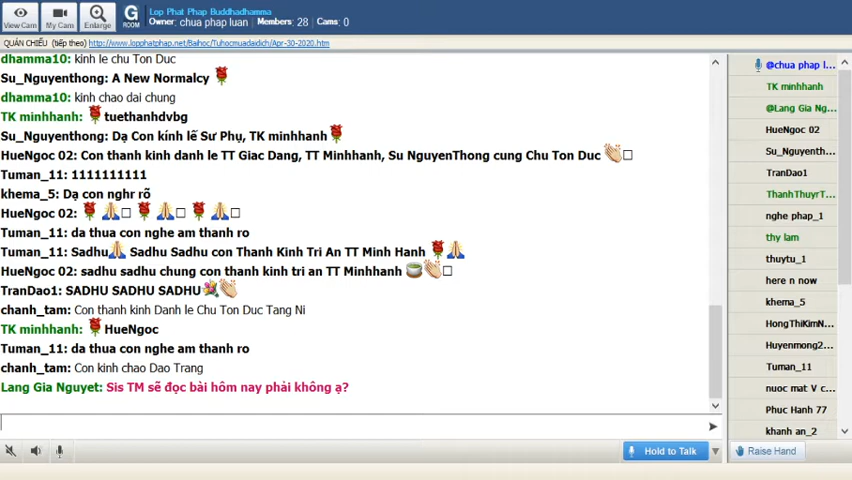 View Cam
My Cam
Enlarge
G
ROOM
Lop Phat Phap Buddhadhamma
Owner: chua phap luan Members: 28 Cams: 0
QUÁN CHIẾU (tiếp theo) http://www.lopphatphap.net/Baihoc/Tuhocmuadaidich/Apr-30-2020.htm
dhamma10: kinh le chu Ton Duc
Su_Nguyenthong: A New Normalcy 🌹
dhamma10: kinh chao dai chung
TK minhhanh: 🌹tuethanhdvbg
Su_Nguyenthong: Dạ Con kính lễ Sư Phụ, TK minhhanh🌹
HueNgoc 02: Con thanh kinh danh le TT Giac Dang, TT Minhhanh, Su NguyenThong cung Chu Ton Duc 👏□
Tuman_11: 1111111111
khema_5: Dạ con nghr rõ
HueNgoc 02: 🌹🙏□ 🌹🙏□ 🌹🙏□
Tuman_11: da thua con nghe am thanh ro
Tuman_11: Sadhu🙏 Sadhu Sadhu con Thanh Kinh Tri An TT Minh Hanh 🌹🙏
HueNgoc 02: sadhu sadhu chung con thanh kinh tri an TT Minhhanh 🍵👏□
TranDao1: SADHU SADHU SADHU💐👏
chanh_tam: Con thanh kinh Danh le Chu Ton Duc Tang Ni
TK minhhanh: 🌹HueNgoc
Tuman_11: da thua con nghe am thanh ro
chanh_tam: Con kinh chao Dao Trang
Lang Gia Nguyet: Sis TM sẽ đọc bài hôm nay phải không ạ?
Hold to Talk
@chua phap l...
TK minhhanh
@Lang Gia Ng...
HueNgoc 02
Su_Nguyenth...
TranDao1
ThanhThuyrT...
nghe phap_1
thy lam
thuytu_1
here n now
khema_5
HongThiKimN...
Huyenmong2...
Tuman_11
nuoc mat V c...
Phuc Hanh 77
khanh an_2
Raise Hand